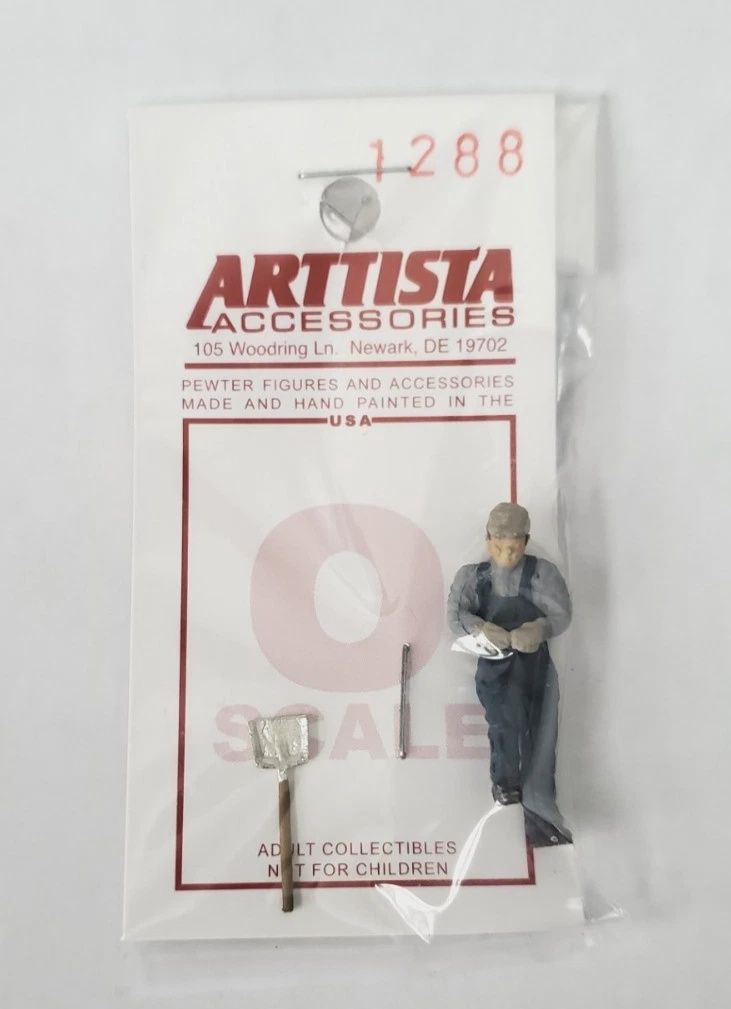 1288
ARTTISTA
ACCESSORIES
105 Woodring Ln. Newark, DE 19702
PEWTER FIGURES AND ACCESSORIES
MADE AND HAND PAINTED IN THE
USA
O
SCALE
ADULT COLLECTIBLES
NOT FOR CHILDREN